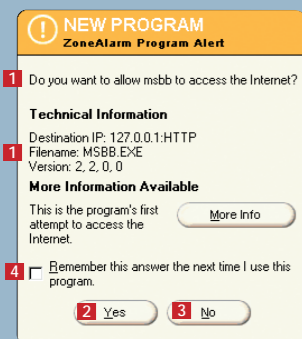 NEW PROGRAM
ZoneAlarm Program Alert
1 Do you want to allow msbb to access the Internet?
Technical Information
Destination IP: 127.0.0.1:HTTP
1 Filename: MSBB.EXE
Version: 2, 2, 0, 0
More Information Available
This is the program's first
attempt to access the
Internet.
More Info
4 Remember this answer the next time I use this
program.
2 Yes 3 No